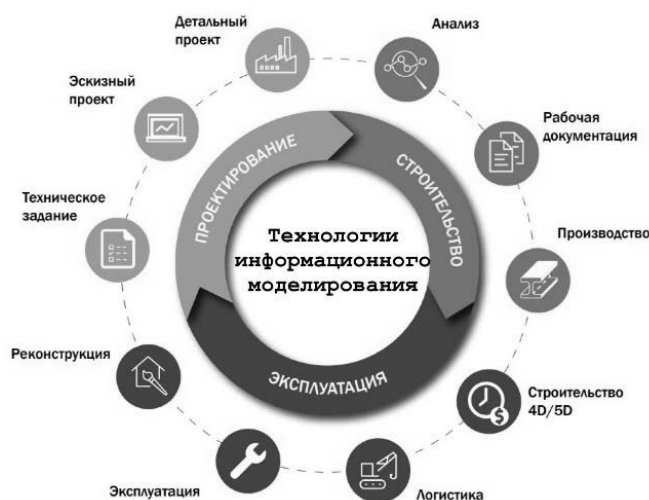 Детальный
проект
Анализ
Эскизный
проект
Рабочая
документация
Техническое
задание
Производство
ПРОЕКТИРОВАНИЕ
СТРОИТЕЛЬСТВО
ЭКСПЛУАТАЦИЯ
Технологии
информационного
моделирования
Реконструкция
Строительство
4D/5D
Эксплуатация
Логистика